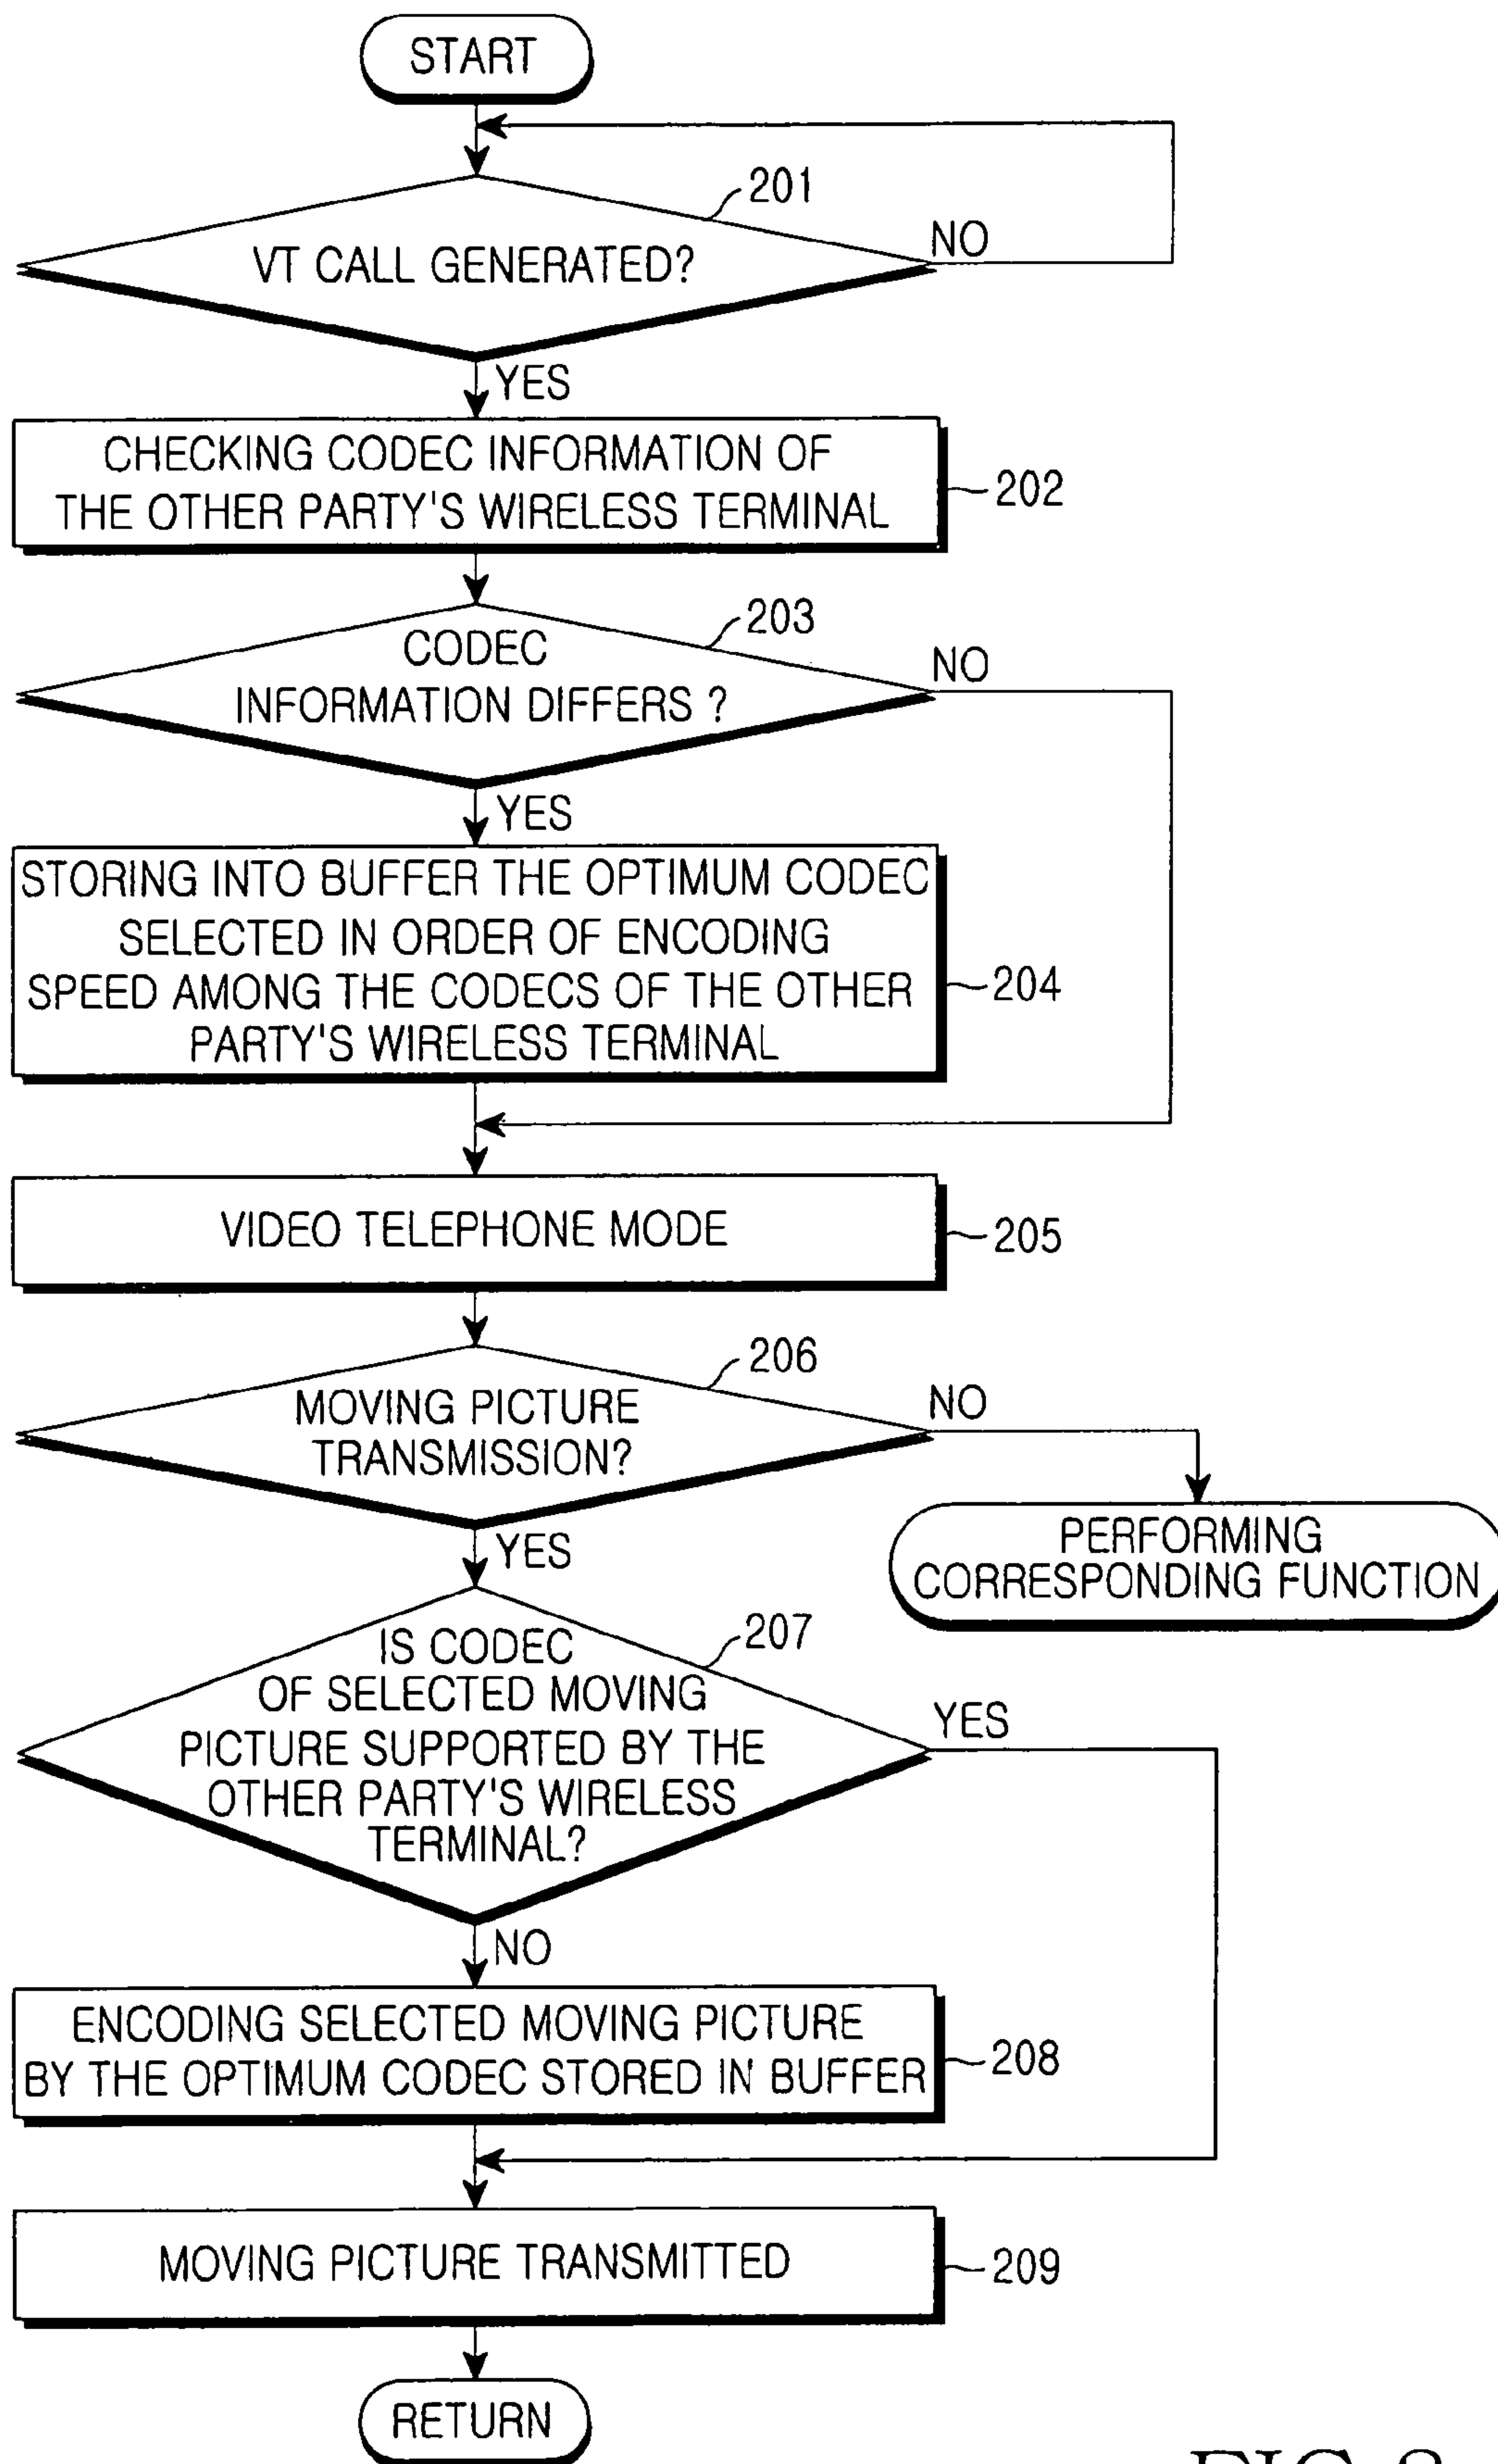 START
201
VT CALL GENERATED?
NO
YES
CHECKING CODEC INFORMATION OF
THE OTHER PARTY'S WIRELESS TERMINAL
202
203
CODEC
INFORMATION DIFFERS ?
NO
YES
STORING INTO BUFFER THE OPTIMUM CODEC
SELECTED IN ORDER OF ENCODING
SPEED AMONG THE CODECS OF THE OTHER
PARTY'S WIRELESS TERMINAL
204
VIDEO TELEPHONE MODE
205
206
MOVING PICTURE
TRANSMISSION?
NO
PERFORMING
CORRESPONDING FUNCTION
YES
207
IS CODEC
OF SELECTED MOVING
PICTURE SUPPORTED BY THE
OTHER PARTY'S WIRELESS
TERMINAL?
YES
NO
ENCODING SELECTED MOVING PICTURE
BY THE OPTIMUM CODEC STORED IN BUFFER
208
MOVING PICTURE TRANSMITTED
209
RETURN